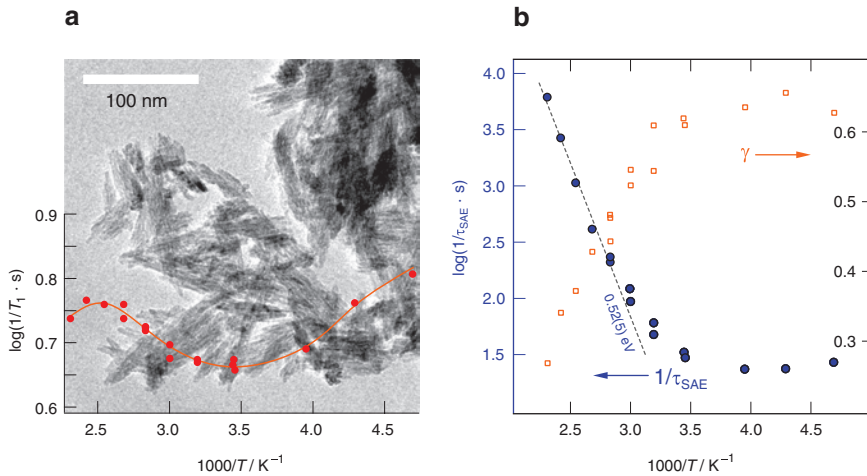 a
100 nm
log(1/T₁ · s)
0.9
0.8
0.7
0.6
2.5 3.0 3.5 4.0 4.5
1000/T / K⁻¹
b
log(1/τSAE · s)
4.0
3.5
3.0
2.5
2.0
1.5
γ
0.6
0.5
0.4
0.3
0.52(5) eV
1/τSAE
2.5 3.0 3.5 4.0 4.5
1000/T / K⁻¹